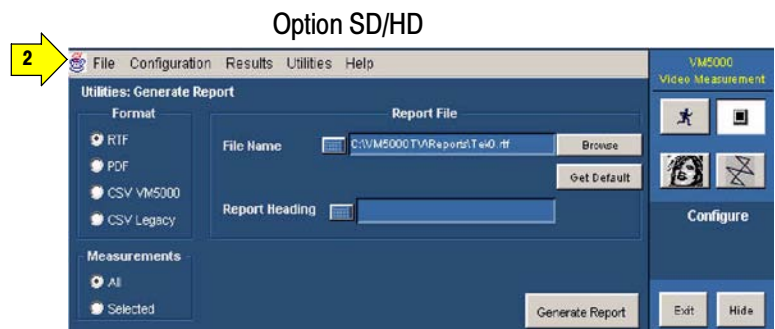 Option SD/HD
2
File Configuration Results Utilities Help
VM5000
Video Measurement
Utilities: Generate Report
Format
Report File
RTF
File Name
C:\VM5000TV\Reports\Tek0.rtf
Browse
PDF
Get Default
CSV VM5000
CSV Legacy
Report Heading
Configure
Measurements
All
Selected
Generate Report
Exit
Hide